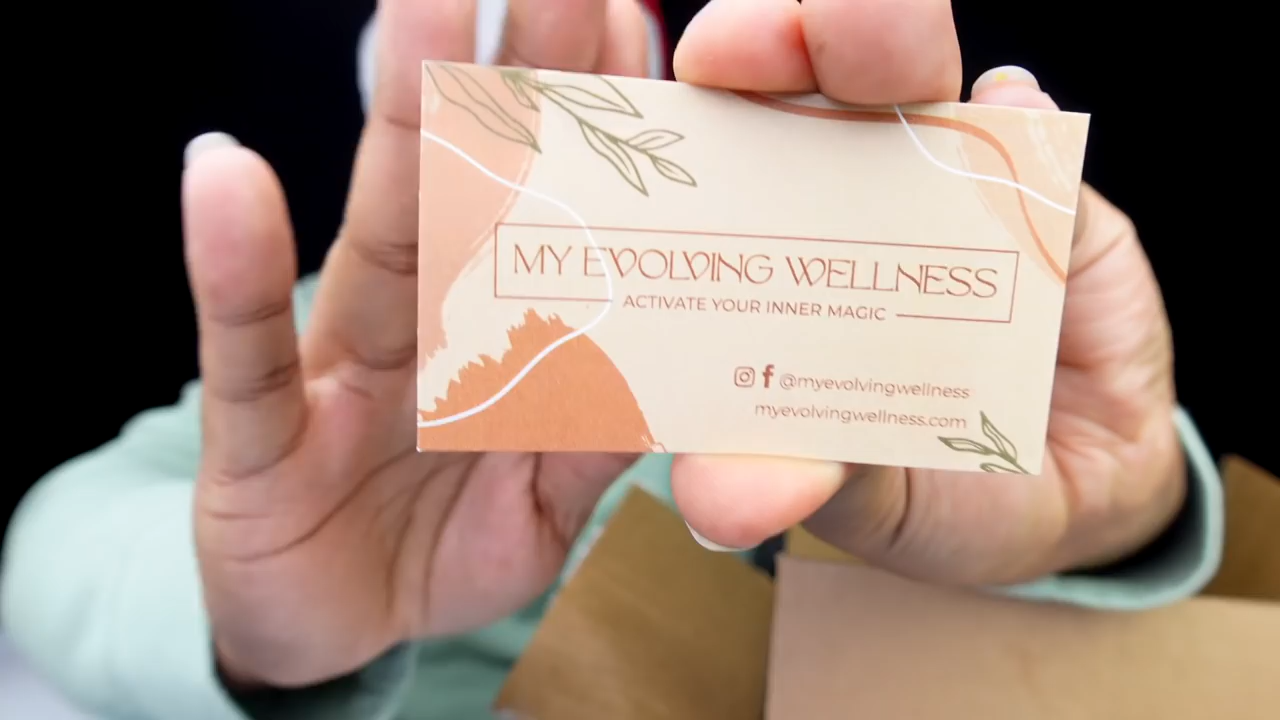 MY EVOLVING WELLNESS
ACTIVATE YOUR INNER MAGIC
@myevolvingwellness
myevolvingwellness.com